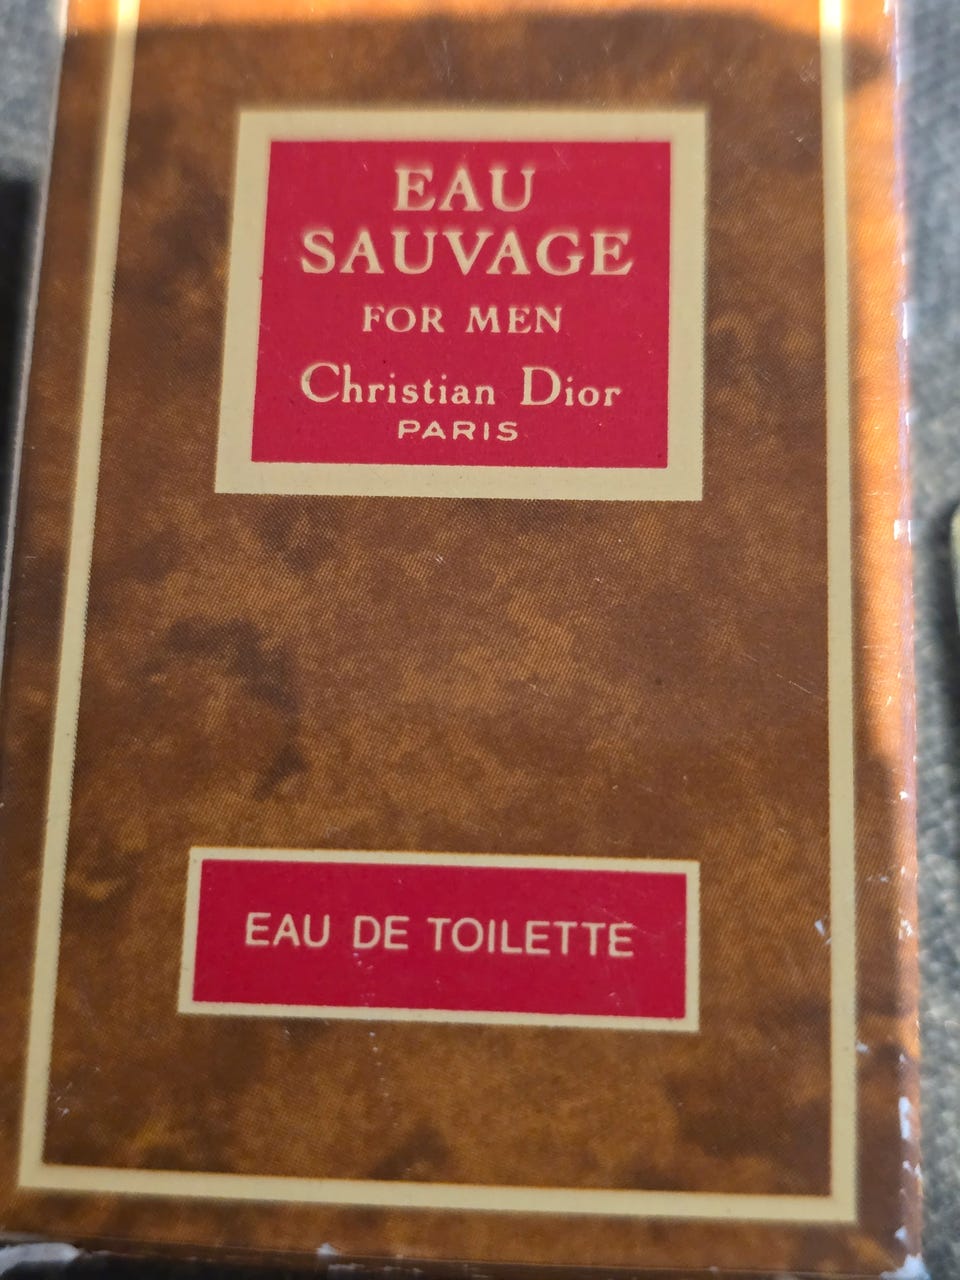 EAU
SAUVAGE
FOR MEN
Christian Dior
PARIS
EAU DE TOILETTE